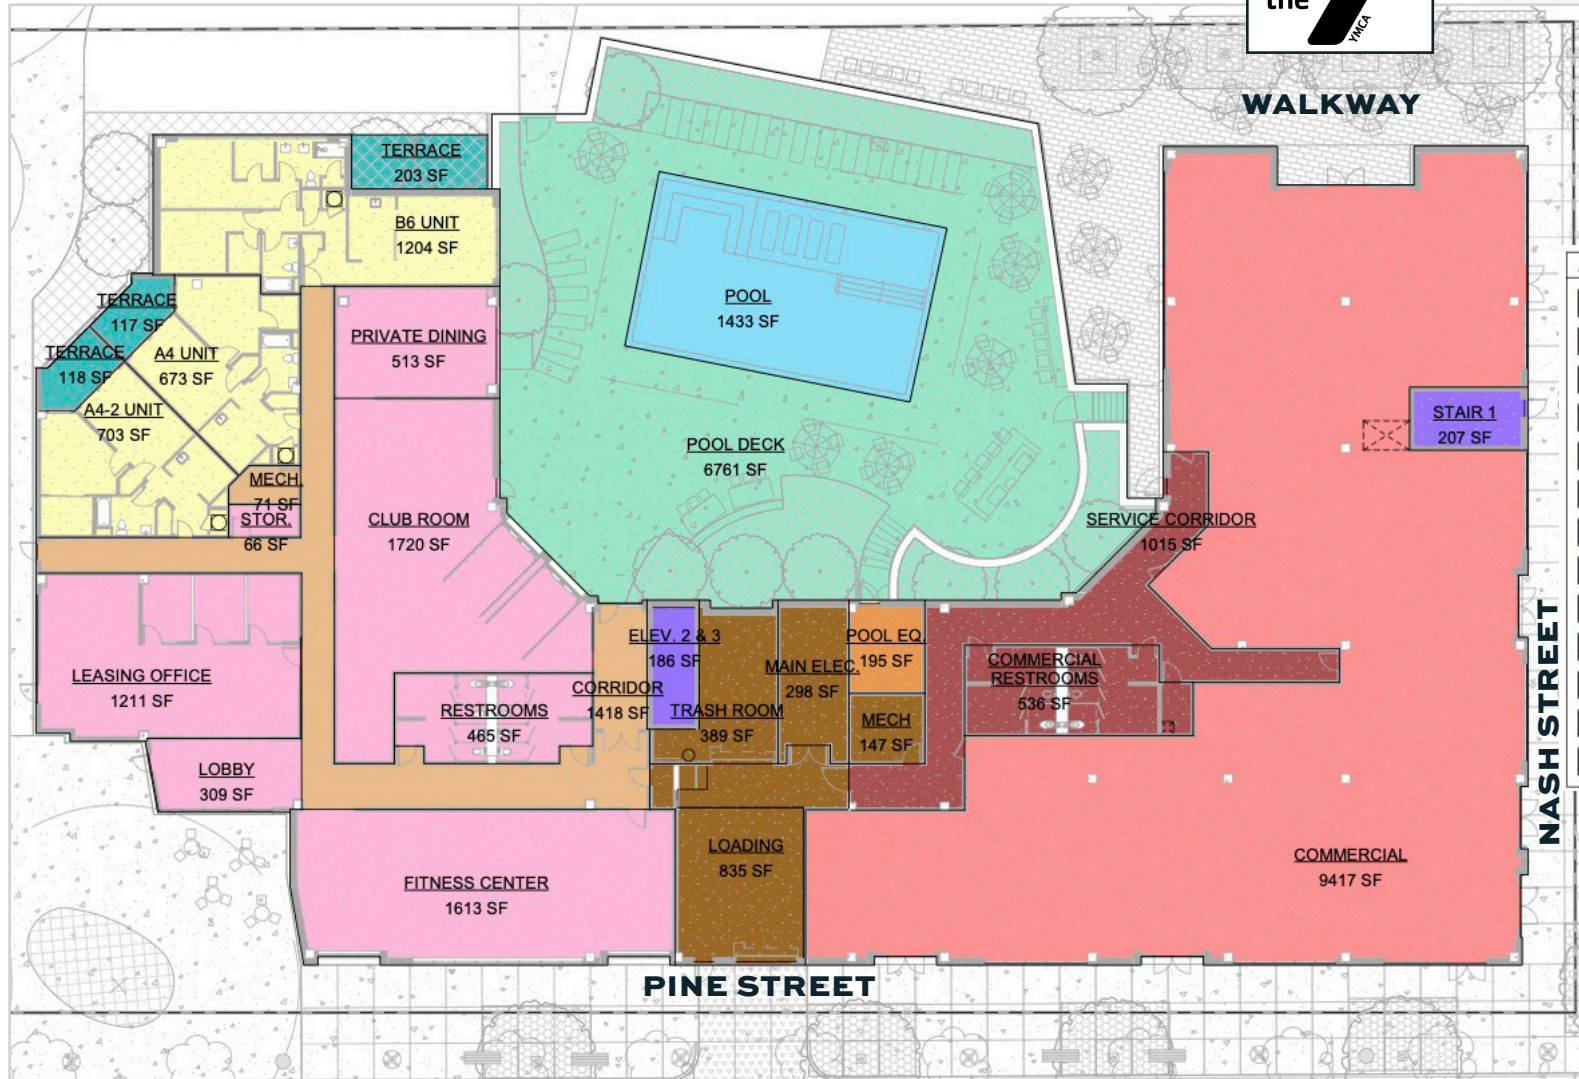 the
YMCA
WALKWAY
TERRACE
203 SF
B6 UNIT
1204 SF
TERRACE
117 SF
TERRACE
118 SF
A4 UNIT
673 SF
A4-2 UNIT
703 SF
MECH.
71 SF
STOR.
66 SF
PRIVATE DINING
513 SF
CLUB ROOM
1720 SF
POOL
1433 SF
POOL DECK
6761 SF
STAIR 1
207 SF
SERVICE CORRIDOR
1015 SF
LEASING OFFICE
1211 SF
LOBBY
309 SF
RESTROOMS
465 SF
CORRIDOR
1418 SF
ELEV. 2 & 3
186 SF
TRASH ROOM
389 SF
MAIN ELEC.
298 SF
POOL EQ.
195 SF
MECH
147 SF
COMMERCIAL
RESTROOMS
536 SF
FITNESS CENTER
1613 SF
LOADING
835 SF
COMMERCIAL
9417 SF
NASH STREET
PINE STREET